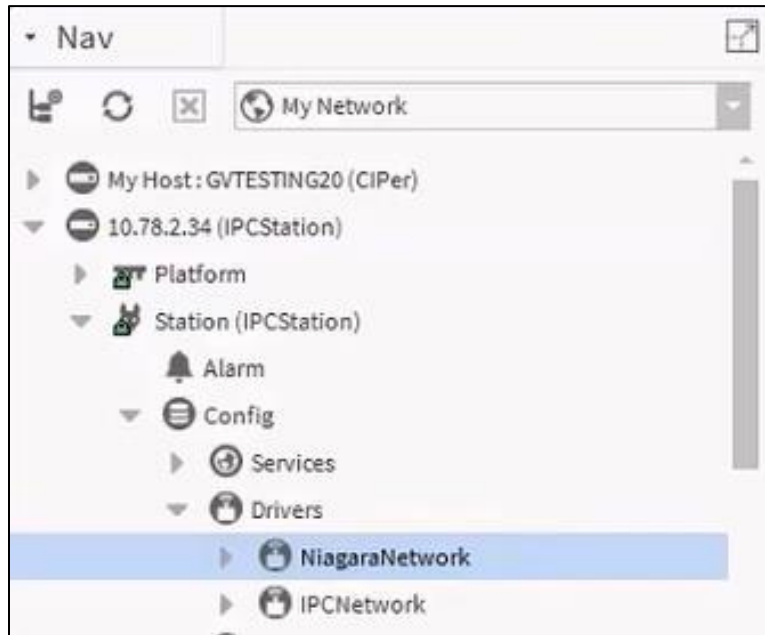 Nav
My Network
My Host : GVTESTING20 (CIPer)
10.78.2.34 (IPCStation)
Platform
Station (IPCStation)
Alarm
Config
Services
Drivers
NiagaraNetwork
IPCNetwork